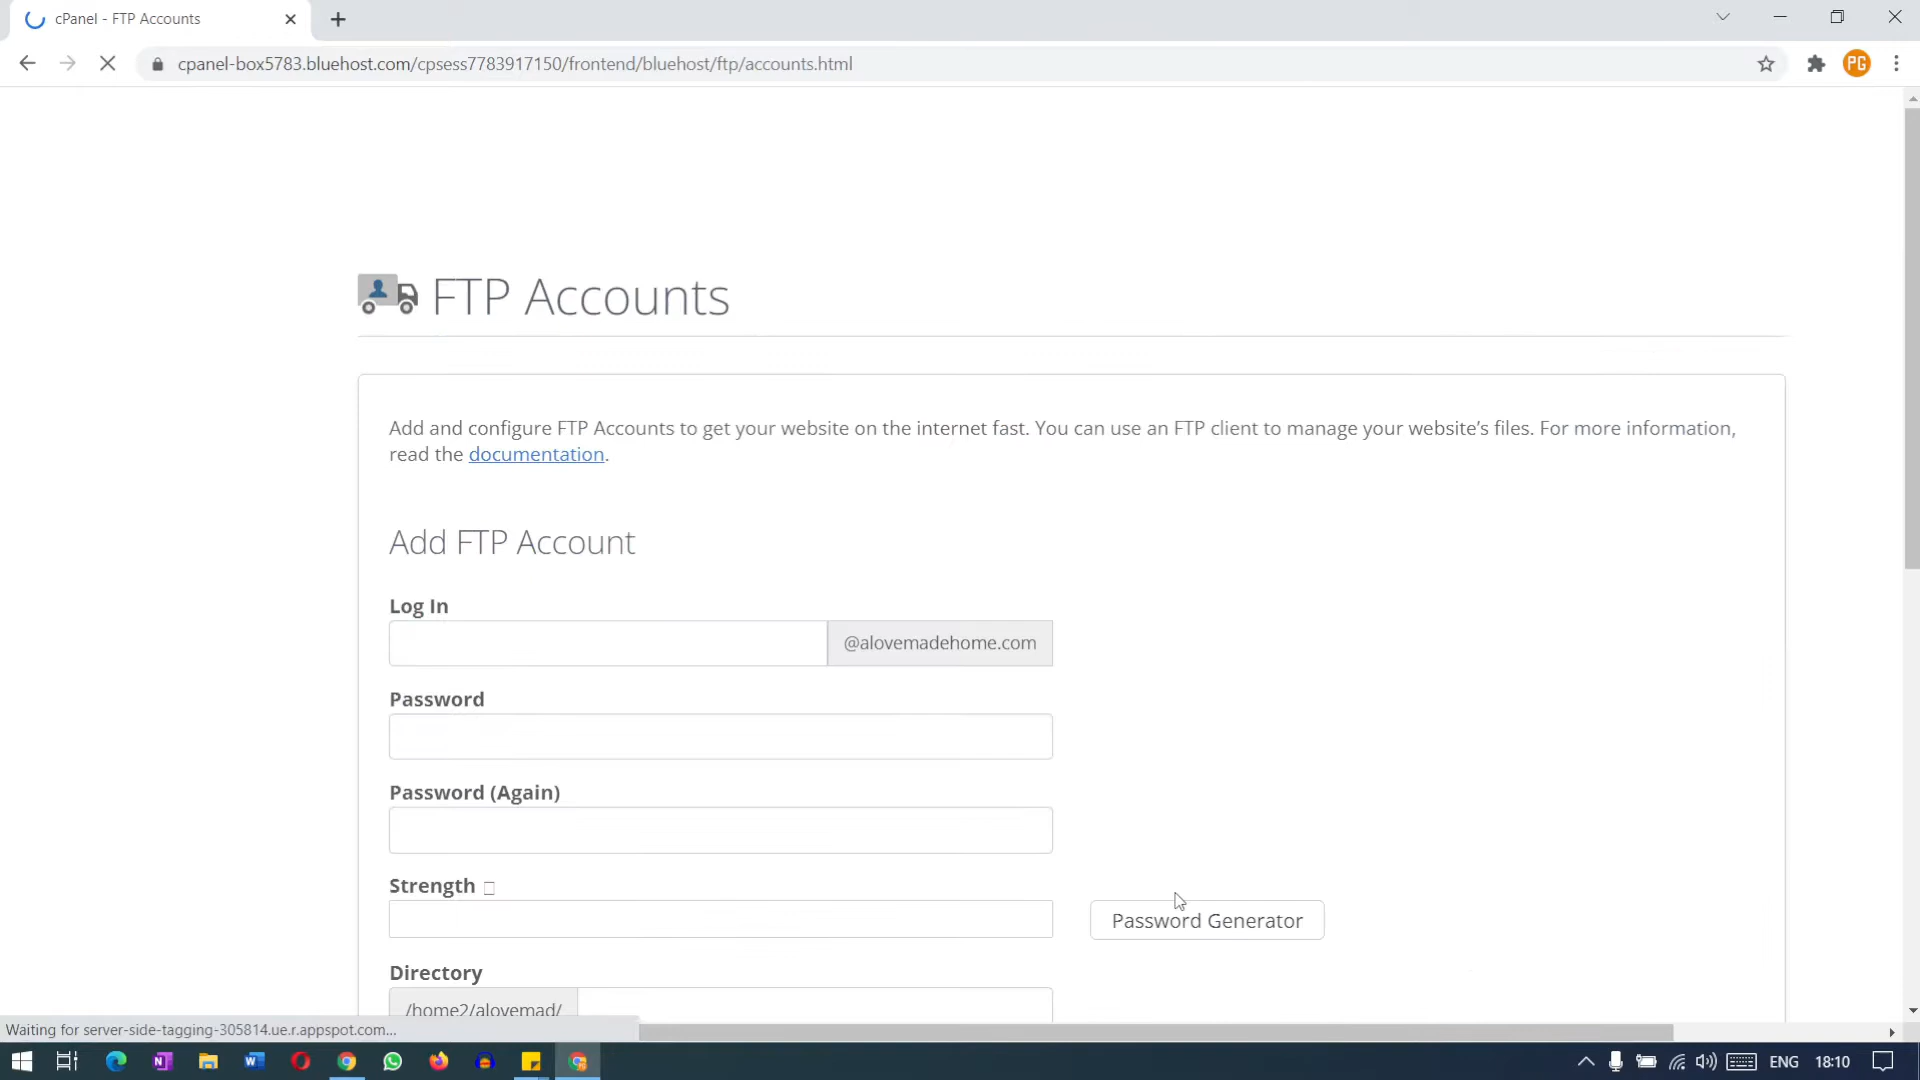 cPanel - FTP Accounts
cpanel-box5783.bluehost.com/cpsess7783917150/frontend/bluehost/ftp/accounts.html
PG
FTP Accounts
Add and configure FTP Accounts to get your website on the internet fast. You can use an FTP client to manage your website’s files. For more information,
read the documentation.
Add FTP Account
Log In
@alovemadehome.com
Password
Password (Again)
Strength
Password Generator
Directory
/home2/alovemad/
Waiting for server-side-tagging-305814.ue.r.appspot.com...
ENG 18:10